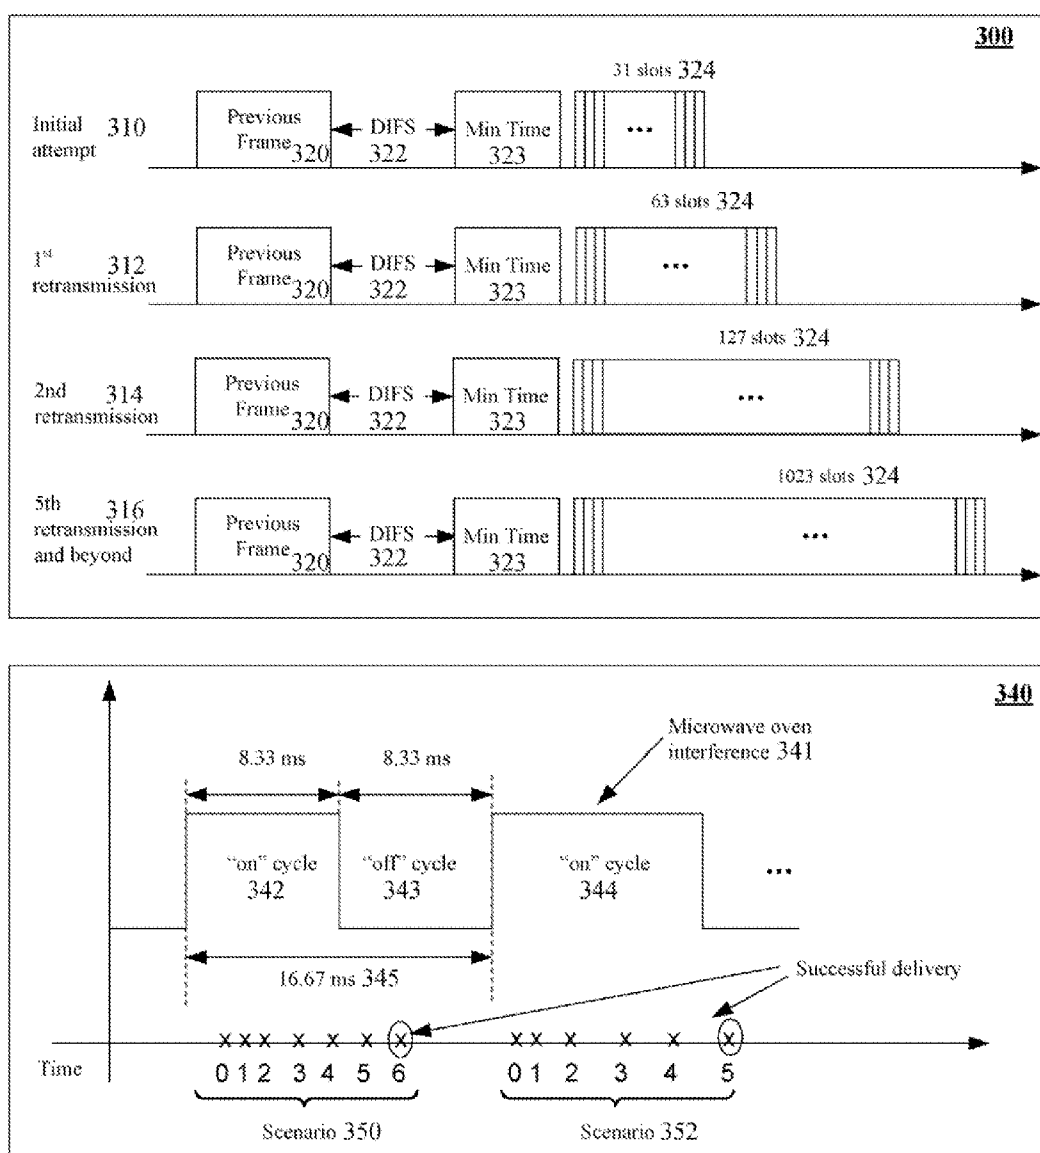 300
31 slots 324
Initial attempt 310
Previous Frame 320
DIFS 322
Min Time 323
...
63 slots 324
1st retransmission 312
Previous Frame 320
DIFS 322
Min Time 323
...
127 slots 324
2nd retransmission 314
Previous Frame 320
DIFS 322
Min Time 323
...
1023 slots 324
5th retransmission and beyond 316
Previous Frame 320
DIFS 322
Min Time 323
...
340
Microwave oven interference 341
8.33 ms
8.33 ms
"on" cycle 342
"off" cycle 343
"on" cycle 344
...
16.67 ms 345
Successful delivery
x x x x x x x x x x x x x
Time
0 1 2 3 4 5 6
0 1 2 3 4 5
Scenario 350
Scenario 352